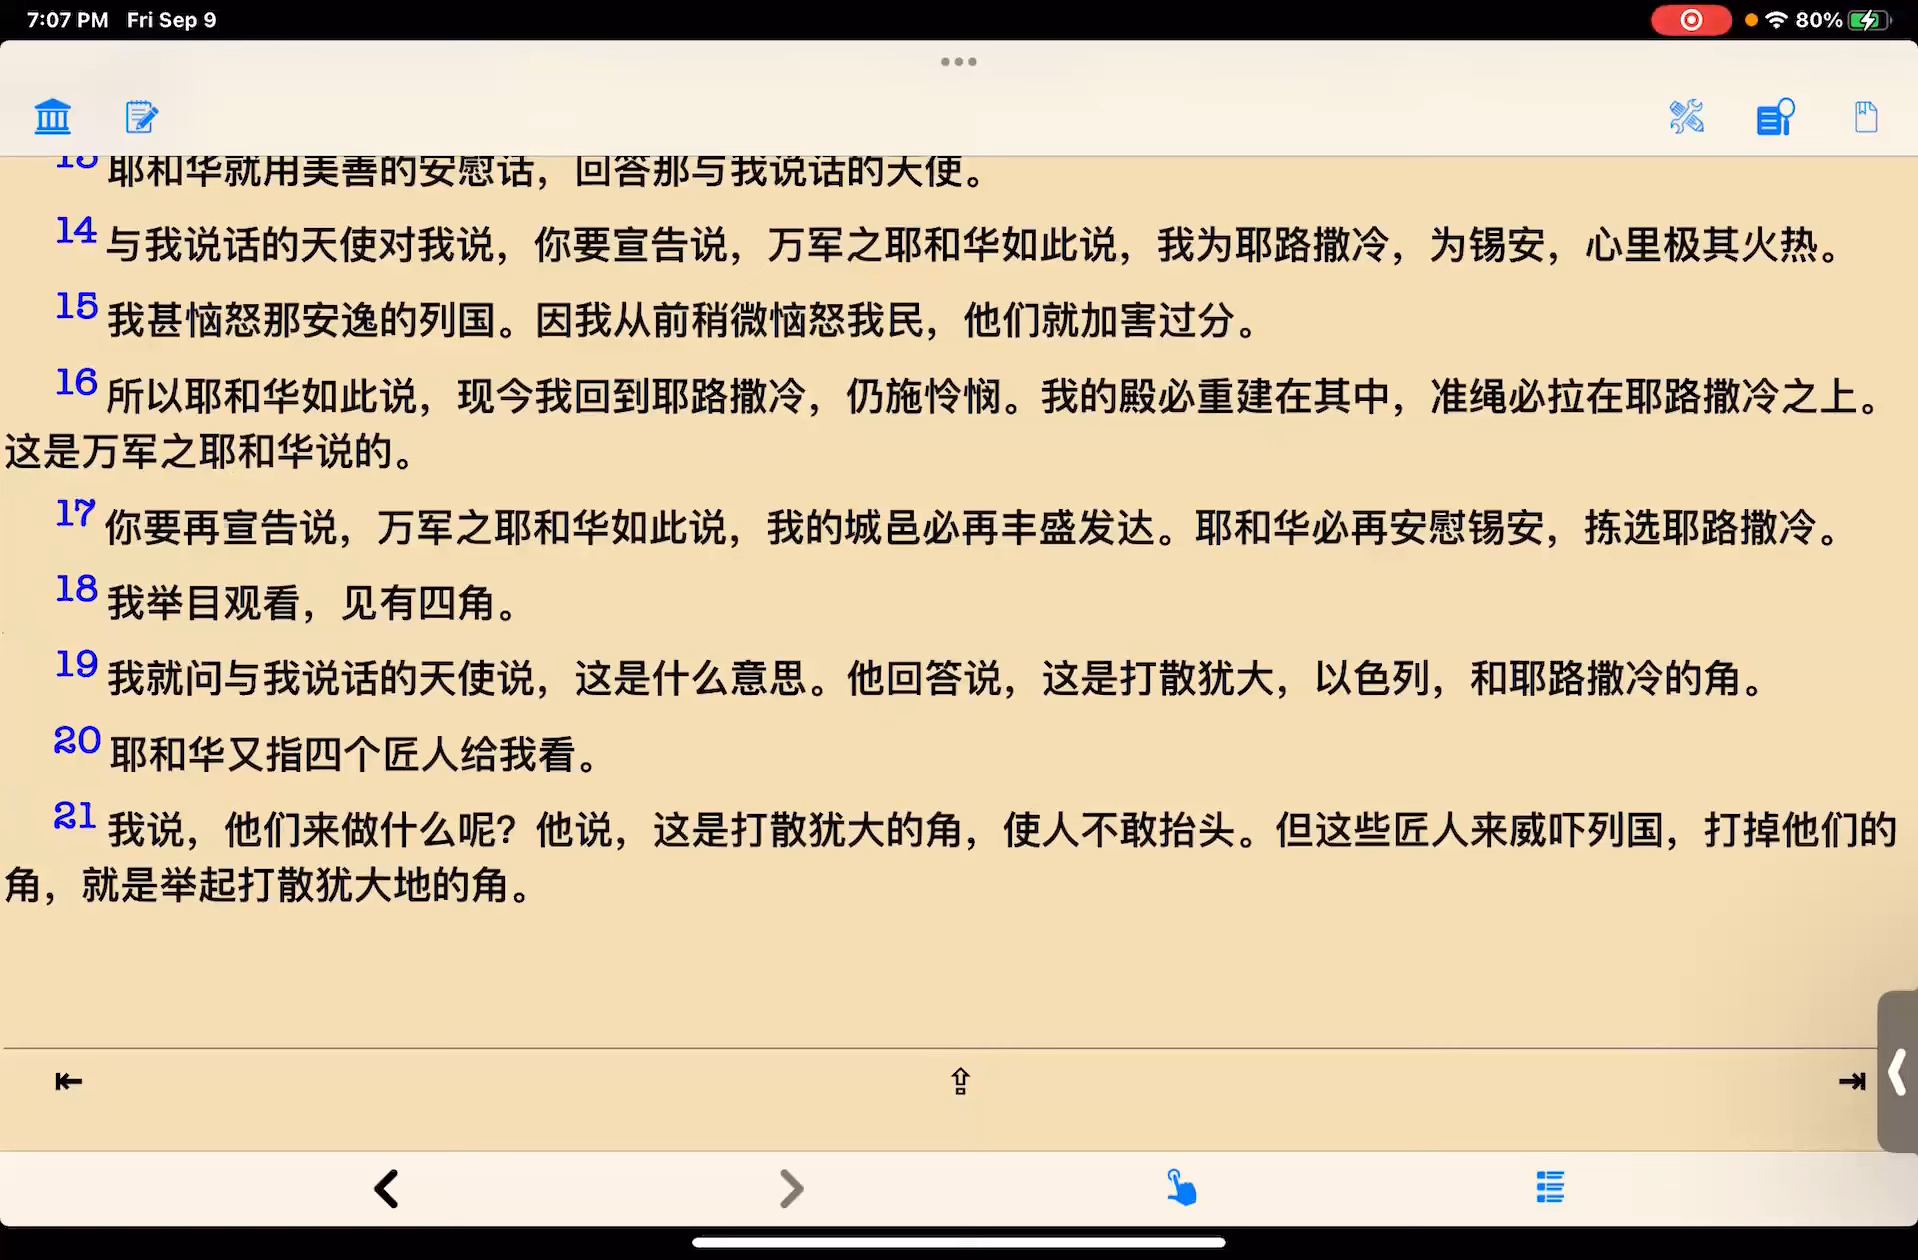 7:07 PM Fri Sep 9
80%
13 耶和华就用美善的安慰话，回答那与我说话的天使。
14 与我说话的天使对我说，你要宣告说，万军之耶和华如此说，我为耶路撒冷，为锡安，心里极其火热。
15 我甚恼怒那安逸的列国。因我从前稍微恼怒我民，他们就加害过分。
16 所以耶和华如此说，现今我回到耶路撒冷，仍施怜悯。我的殿必重建在其中，准绳必拉在耶路撒冷之上。
这是万军之耶和华说的。
17 你要再宣告说，万军之耶和华如此说，我的城邑必再丰盛发达。耶和华必再安慰锡安，拣选耶路撒冷。
18 我举目观看，见有四角。
19 我就问与我说话的天使说，这是什么意思。他回答说，这是打散犹大，以色列，和耶路撒冷的角。
20 耶和华又指四个匠人给我看。
21 我说，他们来做什么呢？他说，这是打散犹大的角，使人不敢抬头。但这些匠人来威吓列国，打掉他们的
角，就是举起打散犹大地的角。